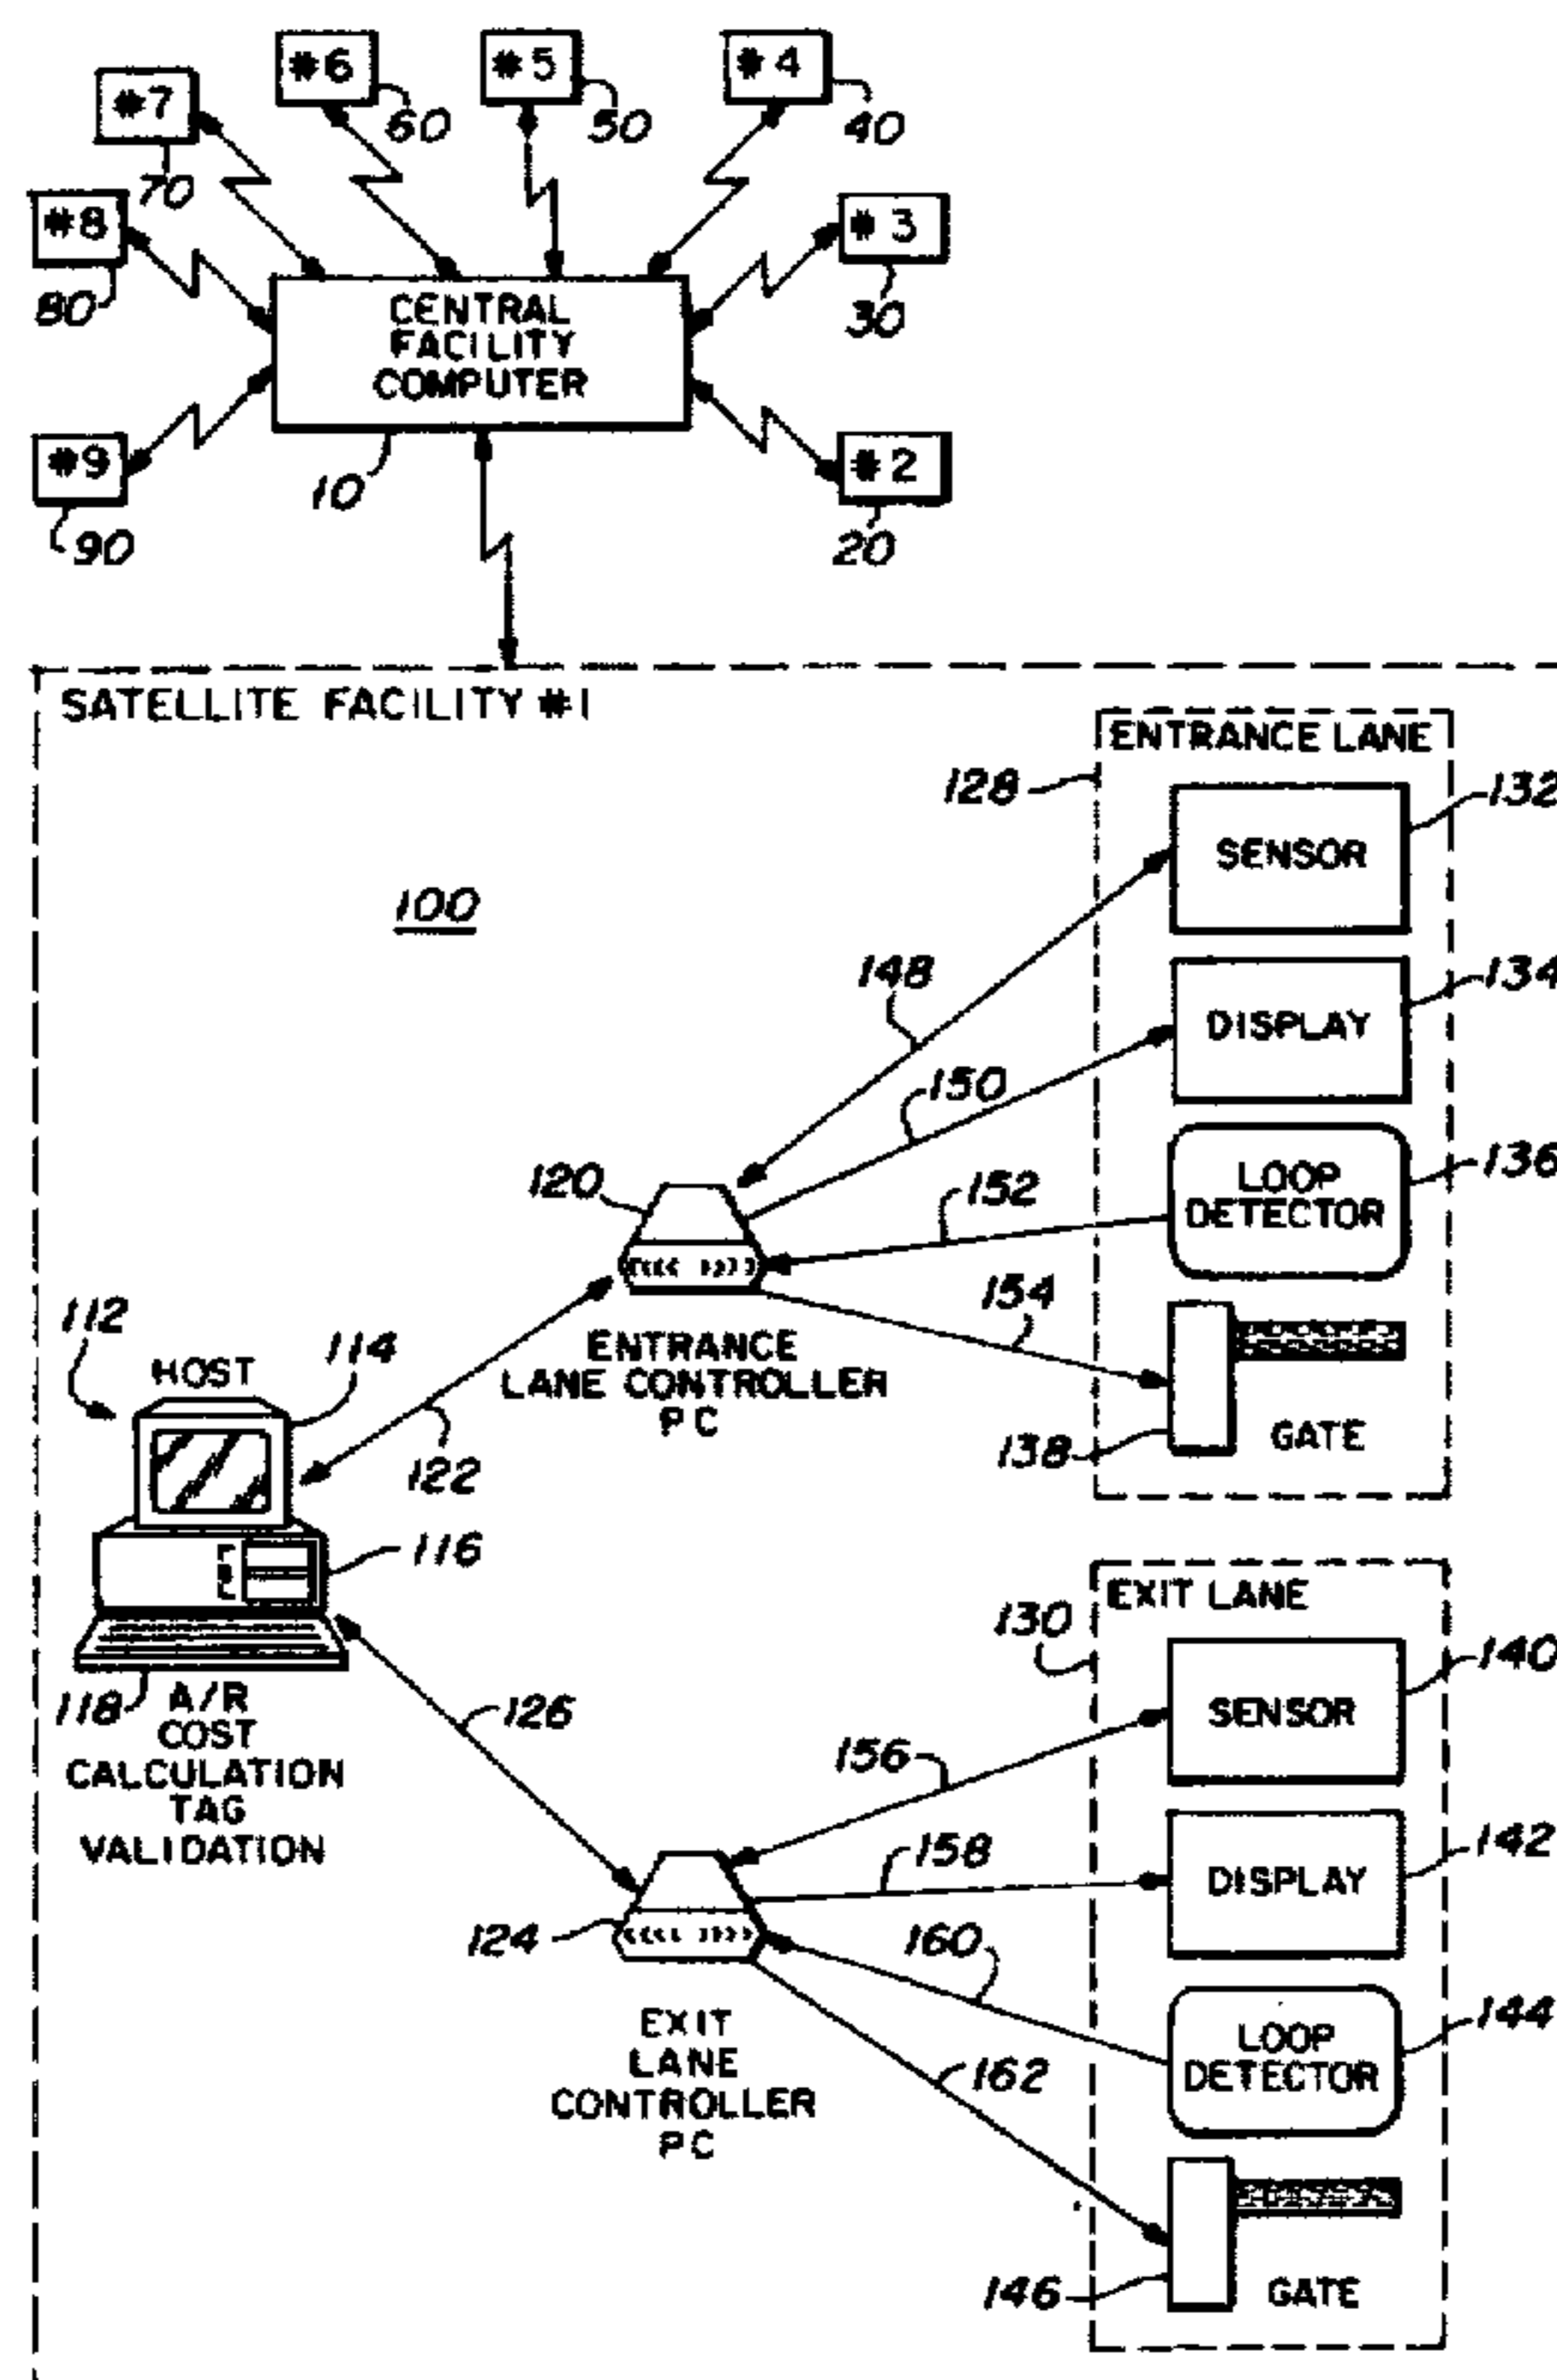 #6
#5
#4
#7
60
50
40
70
#8
#3
80
CENTRAL
FACILITY
COMPUTER
30
#9
#2
10
90
20
SATELLITE FACILITY #1
ENTRANCE LANE
128
132
SENSOR
100
148
134
DISPLAY
150
120
152
LOOP
DETECTOR
136
154
112
114
HOST
ENTRANCE
LANE CONTROLLER
PC
122
138
GATE
116
EXIT LANE
130
140
SENSOR
118
A/R
COST
CALCULATION
TAG
VALIDATION
126
156
158
142
DISPLAY
124
160
EXIT
LANE
CONTROLLER
PC
162
LOOP
DETECTOR
144
146
GATE